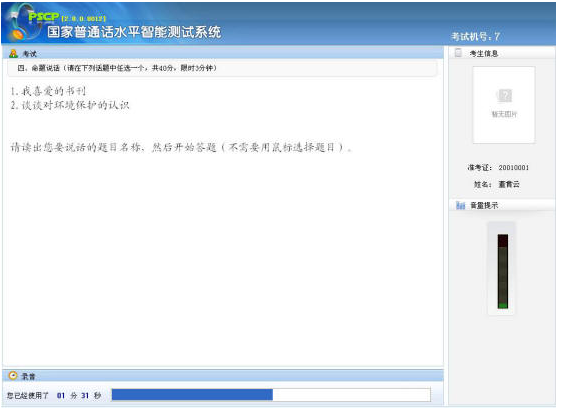 PSCP [2.0.0.0012]
国家普通话水平智能测试系统
考试机号:7
考试
考生信息
四、命题说话(请在下列话题中任选一个,共40分,限时3分钟)
1.我喜爱的书刊
2.谈谈对环境保护的认识
请读出您要说话的题目名称,然后开始答题(不需要用鼠标选择题目)。
暂无图片
准考证: 20010001
姓名: 董贵云
音量提示
录音
您已经使用了 01 分 31 秒